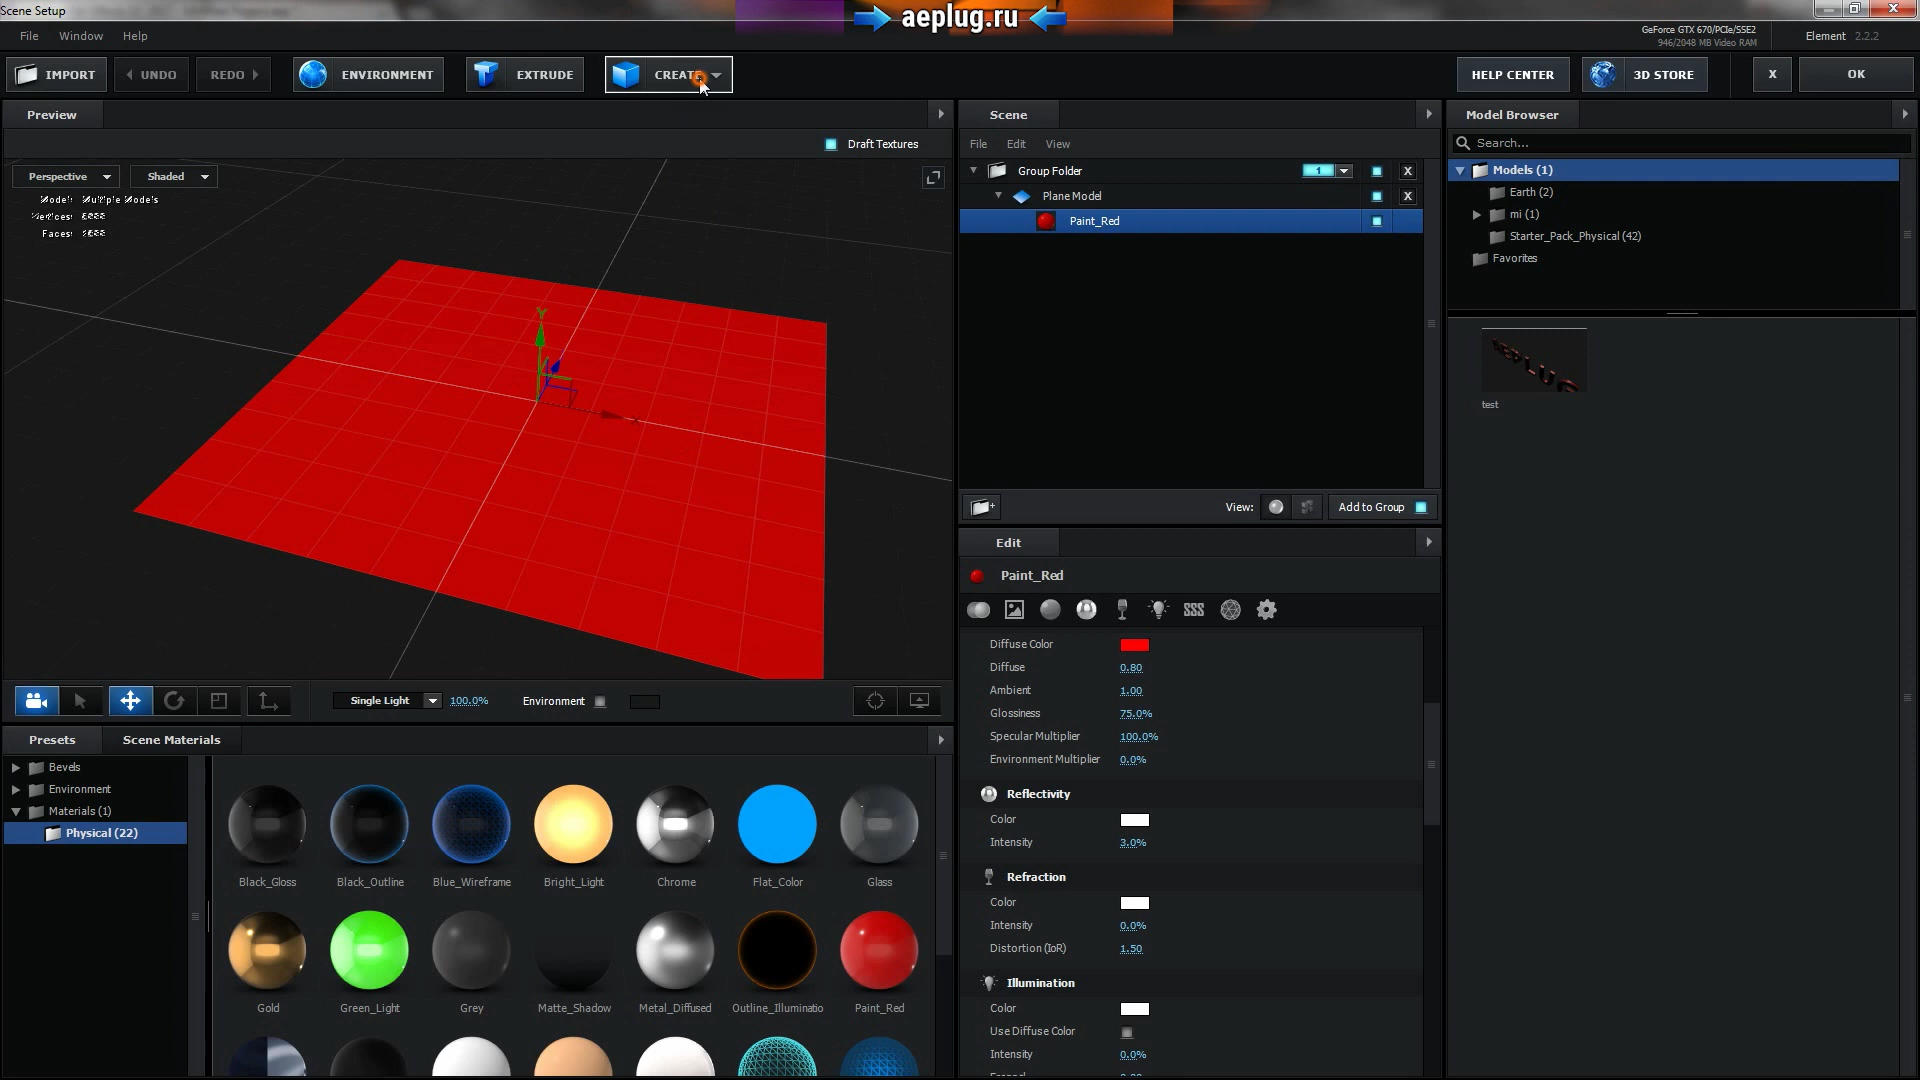 Scene Setup
aeplug.ru
File Window Help
GeForce GTX 670/PCIe/SSE2
946/2048 MB Video RAM
Element 2.2.2
IMPORT UNDO REDO ENVIRONMENT EXTRUDE CREATE HELP CENTER 3D STORE X OK
Preview
Draft Textures
Perspective Shaded
Model: Multiple Models
Vertices:
Faces:
Y
X
Single Light 100.0% Environment
Scene
File Edit View
Group Folder 1 X
Plane Model X
Paint_Red
View: Add to Group
Edit
Paint_Red
SSS
Diffuse Color
Diffuse 0.80
Ambient 1.00
Glossiness 75.0%
Specular Multiplier 100.0%
Environment Multiplier 0.0%
Reflectivity
Color
Intensity 3.0%
Refraction
Color
Intensity 0.0%
Distortion (IoR) 1.50
Illumination
Color
Use Diffuse Color
Intensity 0.0%
Model Browser
Search...
Models (1)
Earth (2)
mi (1)
Starter_Pack_Physical (42)
Favorites
AEPLUG
test
Presets Scene Materials
Bevels
Environment
Materials (1)
Physical (22)
Black_Gloss Black_Outline Blue_Wireframe Bright_Light Chrome Flat_Color Glass
Gold Green_Light Grey Matte_Shadow Metal_Diffused Outline_Illuminatio Paint_Red